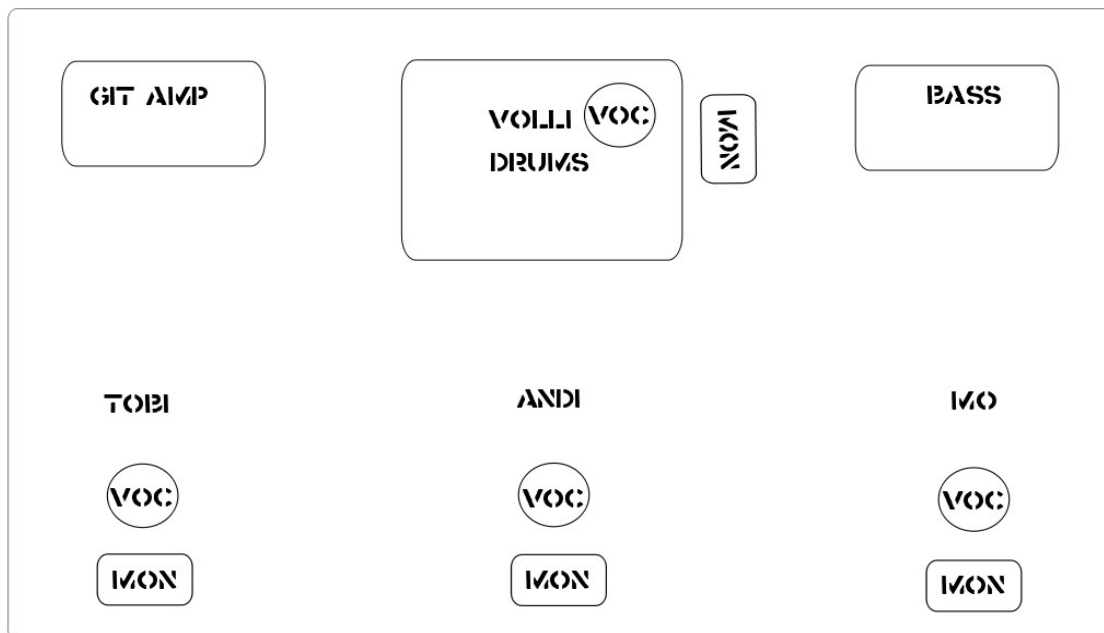 GIT AMP
VOLLI VOC
DRUMS
MON
BASS
TOBI
ANDI
MO
VOC
VOC
VOC
MON
MON
MON